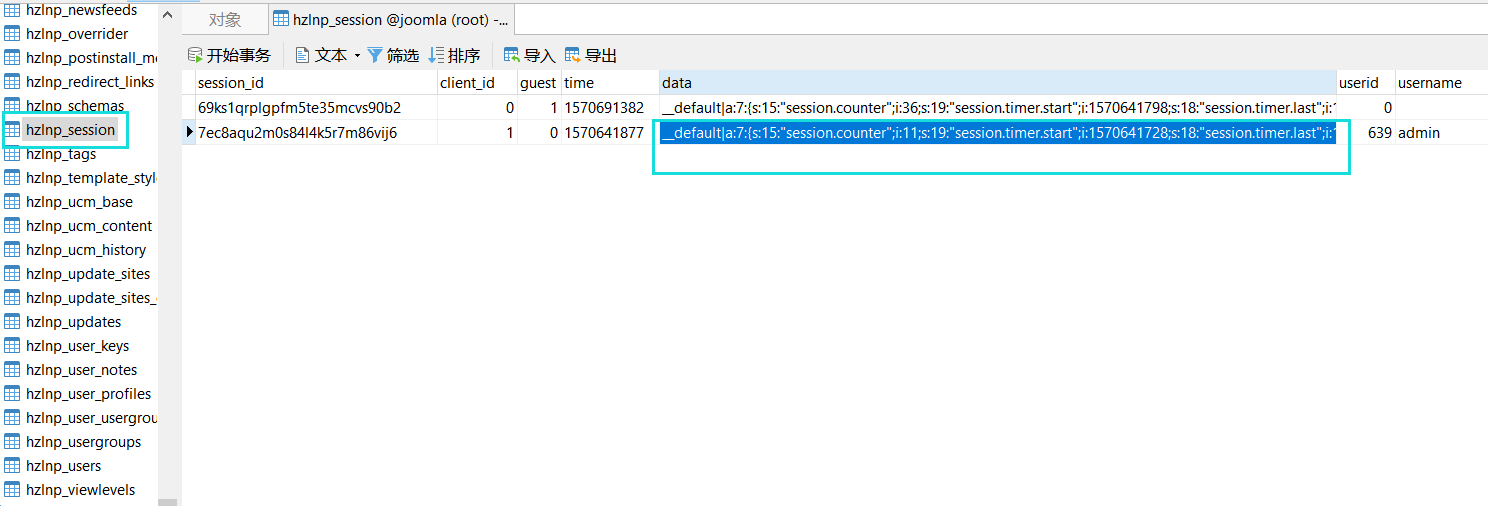 hzlnp_newsfeeds
hzlnp_overrider
hzlnp_postinstall_me
hzlnp_redirect_links
hzlnp_schemas
hzlnp_session
hzlnp_tags
hzlnp_template_style
hzlnp_ucm_base
hzlnp_ucm_content
hzlnp_ucm_history
hzlnp_update_sites
hzlnp_update_sites_
hzlnp_updates
hzlnp_user_keys
hzlnp_user_notes
hzlnp_user_profiles
hzlnp_user_usergrou
hzlnp_usergroups
hzlnp_users
hzlnp_viewlevels
对象 hzlnp_session @joomla (root) -...
开始事务 文本 筛选 排序 导入 导出
session_id client_id guest time data userid username
69ks1qrplgpfm5te35mcvs90b2 0 1 1570691382 __default|a:7:{s:15:"session.counter";i:36;s:19:"session.timer.start";i:1570641798;s:18:"session.timer.last";i:1 0
7ec8aqu2m0s84l4k5r7m86vij6 1 0 1570641877 __default|a:7:{s:15:"session.counter";i:11;s:19:"session.timer.start";i:1570641728;s:18:"session.timer.last";i:1 639 admin